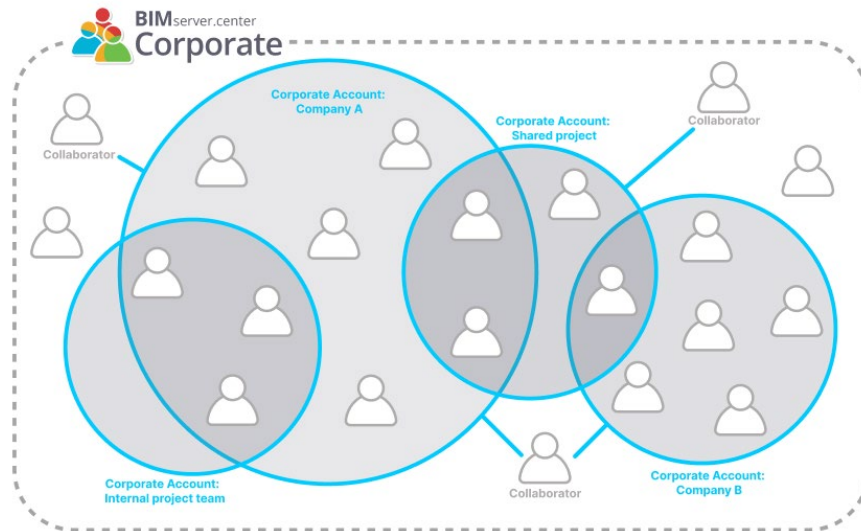 BIMserver.center
Corporate
Corporate Account:
Company A
Corporate Account:
Shared project
Collaborator
Collaborator
Corporate Account:
Internal project team
Collaborator
Corporate Account:
Company B